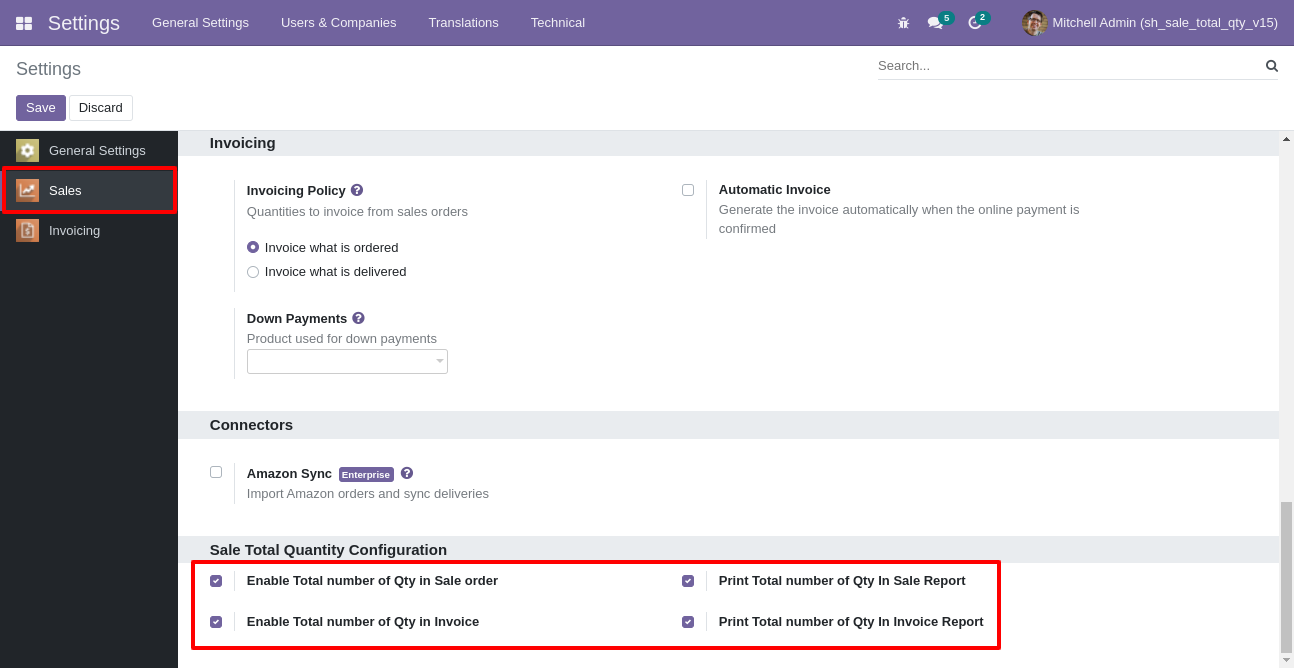 Settings General Settings Users & Companies Translations Technical 5 2 Mitchell Admin (sh_sale_total_qty_v15)
Settings
Search...
Save Discard
General Settings
Sales
Invoicing
Invoicing
Invoicing Policy
Quantities to invoice from sales orders
Invoice what is ordered
Invoice what is delivered
Automatic Invoice
Generate the invoice automatically when the online payment is
confirmed
Down Payments
Product used for down payments
Connectors
Amazon Sync Enterprise
Import Amazon orders and sync deliveries
Sale Total Quantity Configuration
Enable Total number of Qty in Sale order
Print Total number of Qty In Sale Report
Enable Total number of Qty in Invoice
Print Total number of Qty In Invoice Report